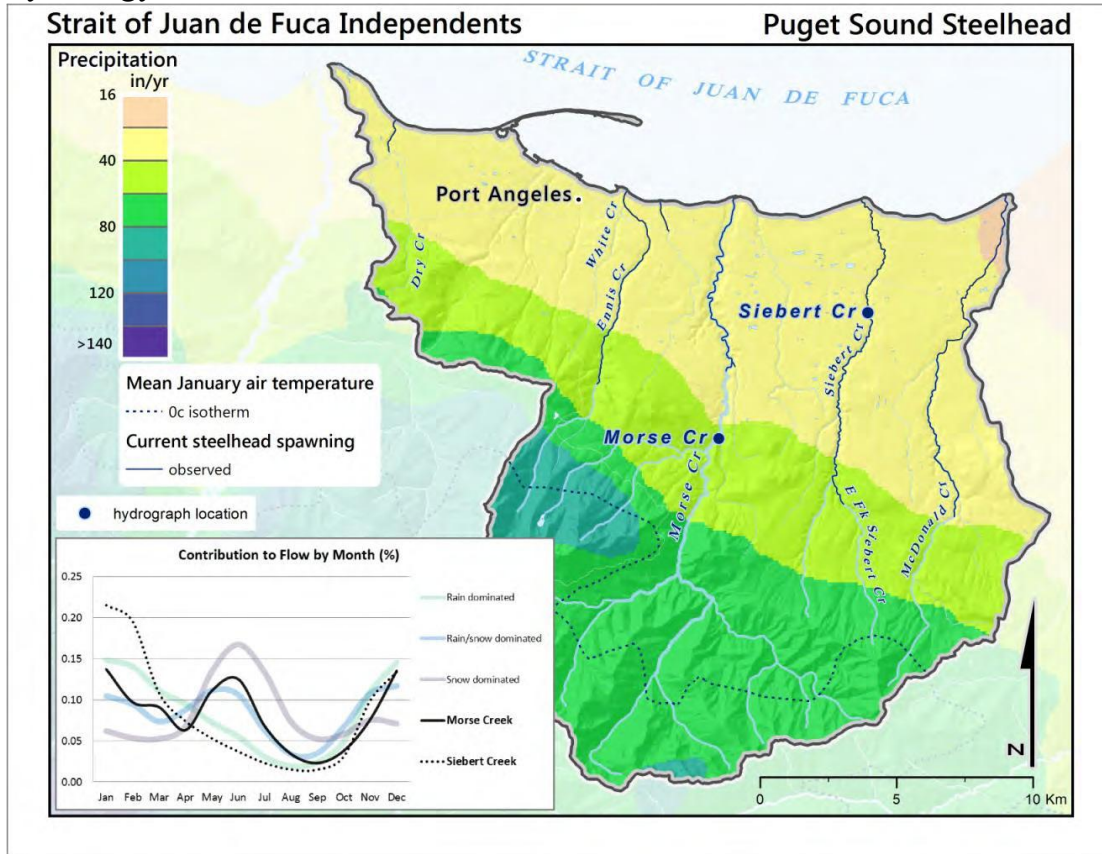 Strait of Juan de Fuca Independents
Puget Sound Steelhead
Precipitation
in/yr
16
40
80
120
>140
Mean January air temperature
0c isotherm
Current steelhead spawning
observed
hydrograph location
STRAIT OF JUAN DE FUCA
Port Angeles
Dry Cr
White Cr
Ennis Cr
Siebert Cr
Siebert Cr
Morse Cr
Morse Cr
E Fk Siebert Cr
McDonald Cr
Contribution to Flow by Month (%)
0.25
0.20
0.15
0.10
0.05
0.00
Jan Feb Mar Apr May Jun Jul Aug Sep Oct Nov Dec
Rain dominated
Rain/snow dominated
Snow dominated
Morse Creek
Siebert Creek
N
0 5 10 Km